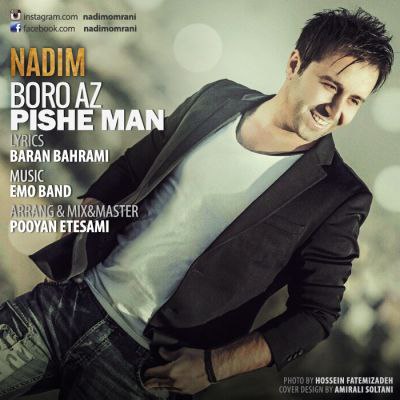 instagram.com nadimomrani
facebook.com nadimomrani
NADIM
BORO AZ
PISHE MAN
LYRICS
BARAN BAHRAMI
MUSIC
EMO BAND
ARRANG & MIX&MASTER
POOYAN ETESAMI
PHOTO BY HOSSEIN FATEMIZADEH
COVER DESIGN BY AMIRALI SOLTANI